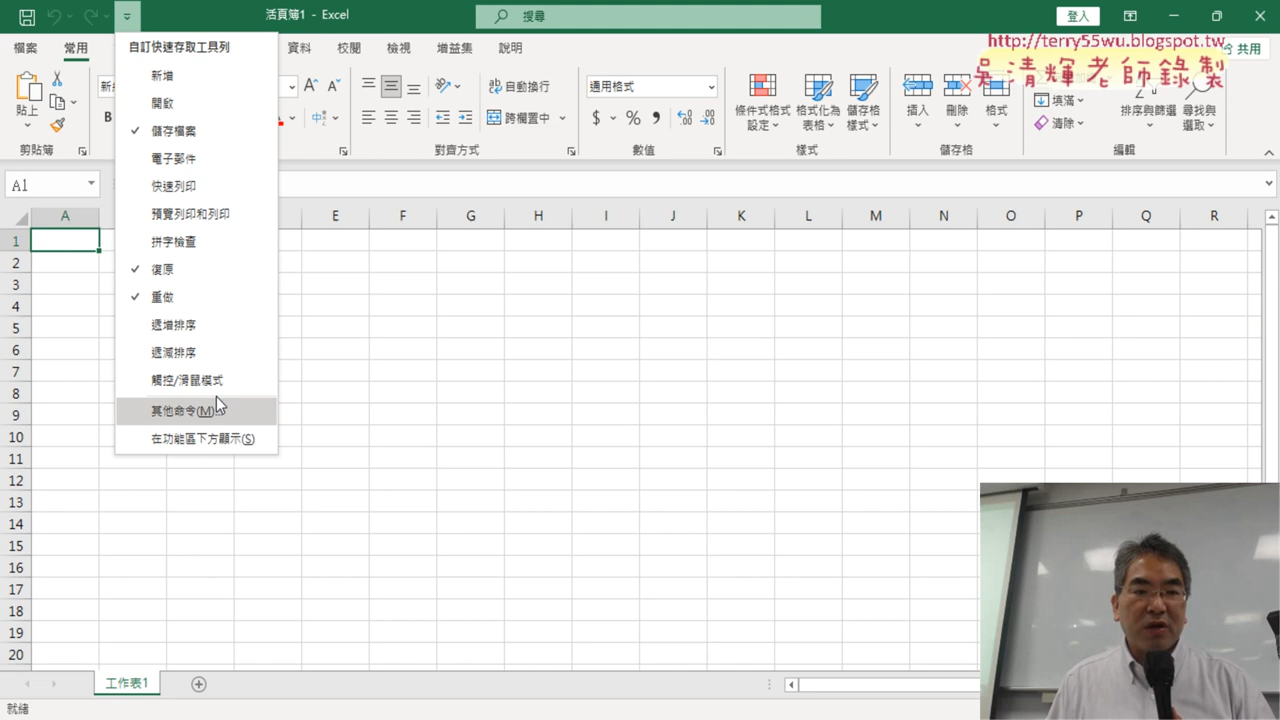 活頁簿1 - Excel
搜尋
登入
檔案
常用
資料
校閱
檢視
增益集
說明
共用
http://terry55wu.blogspot.tw
吳清輝老師錄製
自訂快速存取工具列
新增
開啟
儲存檔案
電子郵件
快速列印
預覽列印和列印
拼字檢查
復原
重做
遞增排序
遞減排序
觸控/滑鼠模式
其他命令(M)...
在功能區下方顯示(S)
貼上
剪貼簿
B
A A
自動換行
跨欄置中
中
對齊方式
通用格式
$ % ,
數值
條件式格式
設定
格式化為
表格
儲存格
樣式
樣式
插入
刪除
格式
儲存格
填滿
清除
排序與篩選
尋找與
選取
編輯
A1
A E F G H I J K L M N O P Q R
1
2
3
4
5
6
7
8
9
10
11
12
13
14
15
16
17
18
19
20
工作表1
就緒